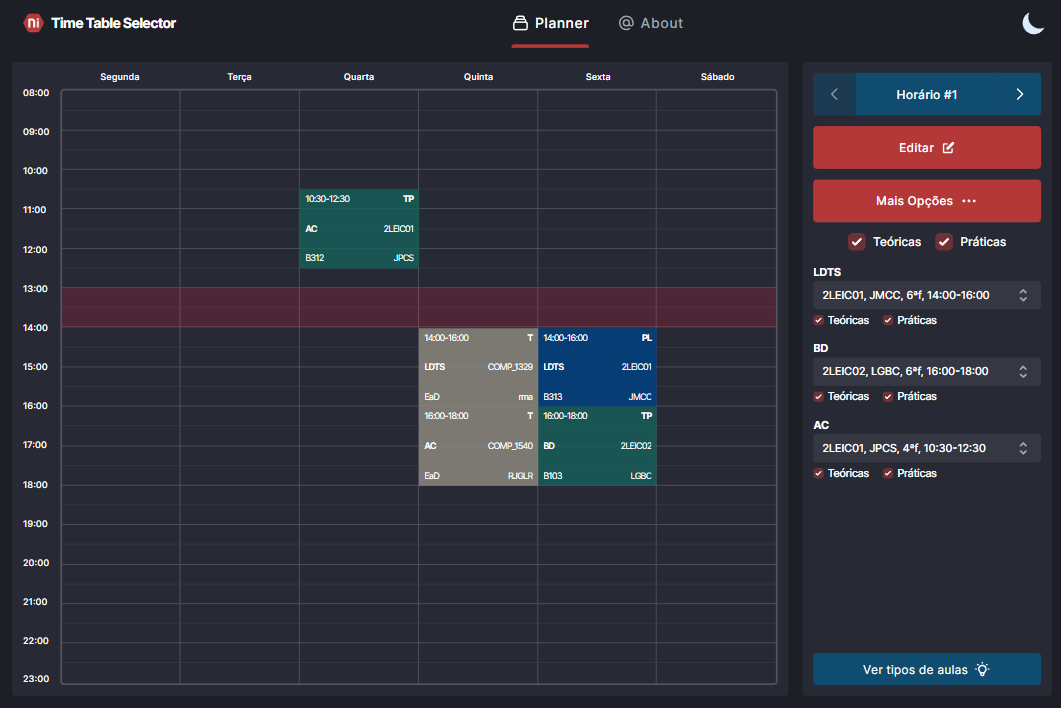 ni Time Table Selector
Planner
About
Segunda Terça Quarta Quinta Sexta Sábado
08:00
09:00
10:00
11:00
12:00
13:00
14:00
15:00
16:00
17:00
18:00
19:00
20:00
21:00
22:00
23:00
10:30-12:30 TP
AC 2LEIC01
B312 JPCS
14:00-16:00 T
LDTS COMP_1329
EaD rma
16:00-18:00 T
AC COMP_1540
EaD RJGLR
14:00-16:00 PL
LDTS 2LEIC01
B313 JMCC
16:00-18:00 TP
BD 2LEIC02
B103 LGBC
Horário #1
Editar
Mais Opções ···
Teóricas Práticas
LDTS
2LEIC01, JMCC, 6ªf, 14:00-16:00
Teóricas Práticas
BD
2LEIC02, LGBC, 6ªf, 16:00-18:00
Teóricas Práticas
AC
2LEIC01, JPCS, 4ªf, 10:30-12:30
Teóricas Práticas
Ver tipos de aulas